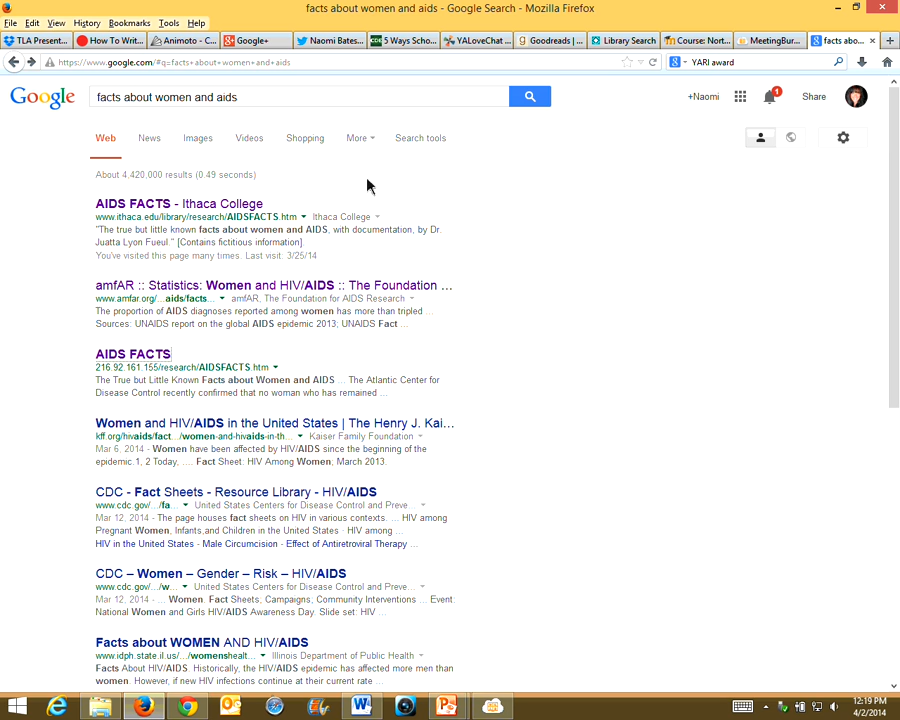 facts about women and aids - Google Search - Mozilla Firefox
File Edit View History Bookmarks Tools Help
TLA Present... How To Writ... Animoto - C... Google+ Naomi Bates... 5 Ways Scho... YALoveChat ... Goodreads | ... Library Search Course: Nort... MeetingBur... facts abo...
https://www.google.com/#q=facts+about+women+and+aids YARI award
Google facts about women and aids +Naomi 1 Share
Web News Images Videos Shopping More Search tools
About 4,420,000 results (0.49 seconds)
AIDS FACTS - Ithaca College
www.ithaca.edu/library/research/AIDSFACTS.htm Ithaca College
"The true but little known facts about women and AIDS, with documentation, by Dr.
Juatta Lyon Fueul." [Contains fictitious information].
You've visited this page many times. Last visit: 3/25/14
amfAR :: Statistics: Women and HIV/AIDS :: The Foundation ...
www.amfar.org/...aids/facts... amfAR, The Foundation for AIDS Research
The proportion of AIDS diagnoses reported among women has more than tripled ...
Sources: UNAIDS report on the global AIDS epidemic 2013; UNAIDS Fact ...
AIDS FACTS
216.92.161.155/research/AIDSFACTS.htm
The True but Little Known Facts about Women and AIDS ... The Atlantic Center for
Disease Control recently confirmed that no woman who has remained ...
Women and HIV/AIDS in the United States | The Henry J. Kai...
kff.org/hivaids/fact.../women-and-hivaids-in-th... Kaiser Family Foundation
Mar 6, 2014 - Women have been affected by HIV/AIDS since the beginning of the
epidemic.1, 2 Today, .... Fact Sheet: HIV Among Women; March 2013.
CDC - Fact Sheets - Resource Library - HIV/AIDS
www.cdc.gov/.../fa... United States Centers for Disease Control and Preve...
Mar 12, 2014 - The page houses fact sheets on HIV in various contexts. ... HIV among
Pregnant Women, Infants,and Children in the United States · HIV among ...
HIV in the United States - Male Circumcision - Effect of Antiretroviral Therapy ...
CDC – Women – Gender – Risk – HIV/AIDS
www.cdc.gov/.../w... United States Centers for Disease Control and Preve...
Mar 12, 2014 - ... Women. Fact Sheets; Campaigns; Community Interventions ... Event:
National Women and Girls HIV/AIDS Awareness Day. Slide set: HIV ...
Facts about WOMEN AND HIV/AIDS
www.idph.state.il.us/.../womenshealt... Illinois Department of Public Health
Facts About HIV/AIDS. Historically, the HIV/AIDS epidemic has affected more men than
women. However, if new HIV infections continue at their current rate ...
12:19 PM
4/2/2014